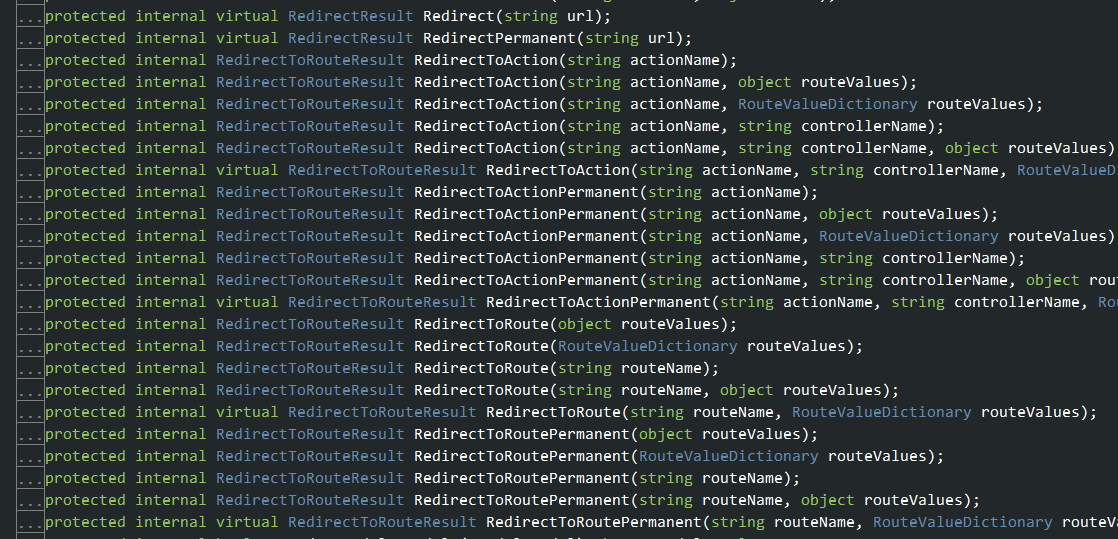 ...protected internal virtual RedirectResult Redirect(string url);
...protected internal virtual RedirectResult RedirectPermanent(string url);
...protected internal RedirectToRouteResult RedirectToAction(string actionName);
...protected internal RedirectToRouteResult RedirectToAction(string actionName, object routeValues);
...protected internal RedirectToRouteResult RedirectToAction(string actionName, RouteValueDictionary routeValues);
...protected internal RedirectToRouteResult RedirectToAction(string actionName, string controllerName);
...protected internal RedirectToRouteResult RedirectToAction(string actionName, string controllerName, object routeValues)
...protected internal virtual RedirectToRouteResult RedirectToAction(string actionName, string controllerName, RouteValueD
...protected internal RedirectToRouteResult RedirectToActionPermanent(string actionName);
...protected internal RedirectToRouteResult RedirectToActionPermanent(string actionName, object routeValues);
...protected internal RedirectToRouteResult RedirectToActionPermanent(string actionName, RouteValueDictionary routeValues)
...protected internal RedirectToRouteResult RedirectToActionPermanent(string actionName, string controllerName);
...protected internal RedirectToRouteResult RedirectToActionPermanent(string actionName, string controllerName, object rou
...protected internal virtual RedirectToRouteResult RedirectToActionPermanent(string actionName, string controllerName, Ro
...protected internal RedirectToRouteResult RedirectToRoute(object routeValues);
...protected internal RedirectToRouteResult RedirectToRoute(RouteValueDictionary routeValues);
...protected internal RedirectToRouteResult RedirectToRoute(string routeName);
...protected internal RedirectToRouteResult RedirectToRoute(string routeName, object routeValues);
...protected internal virtual RedirectToRouteResult RedirectToRoute(string routeName, RouteValueDictionary routeValues);
...protected internal RedirectToRouteResult RedirectToRoutePermanent(object routeValues);
...protected internal RedirectToRouteResult RedirectToRoutePermanent(RouteValueDictionary routeValues);
...protected internal RedirectToRouteResult RedirectToRoutePermanent(string routeName);
...protected internal RedirectToRouteResult RedirectToRoutePermanent(string routeName, object routeValues);
...protected internal virtual RedirectToRouteResult RedirectToRoutePermanent(string routeName, RouteValueDictionary routeV